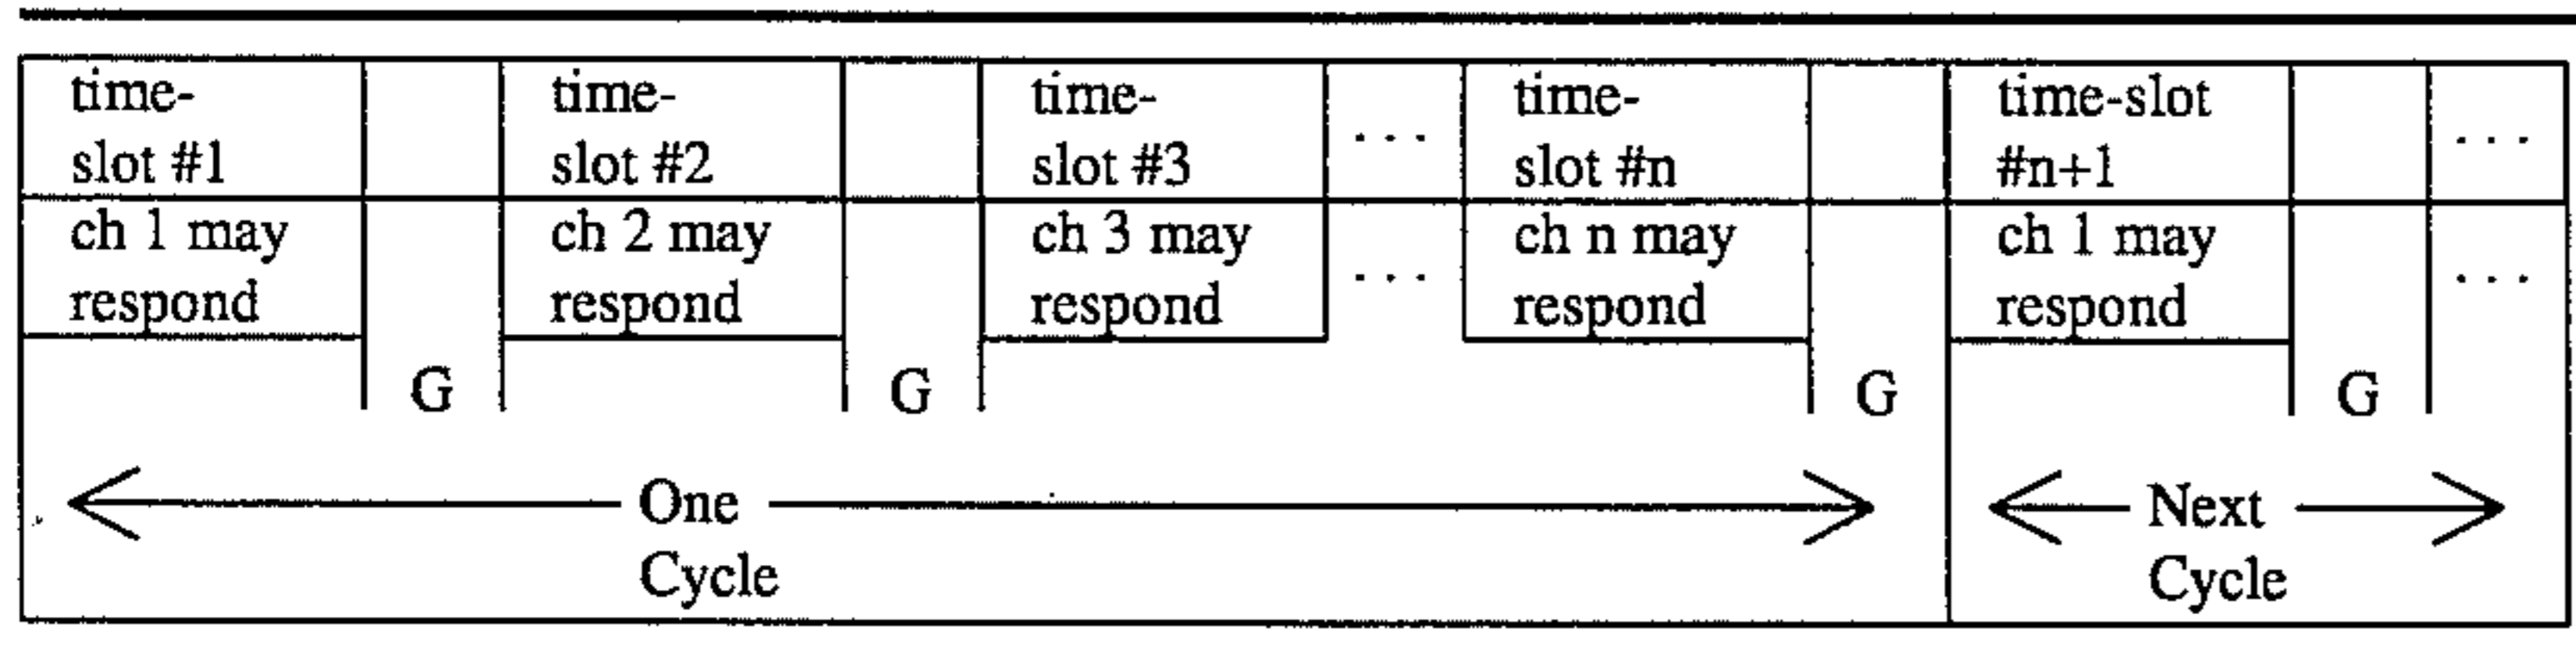 time-
slot #1
time-
slot #2
time-
slot #3
...
time-
slot #n
time-slot
#n+1
...
ch 1 may
respond
ch 2 may
respond
ch 3 may
respond
...
ch n may
respond
ch 1 may
respond
...
G
G
G
G
One
Cycle
Next
Cycle